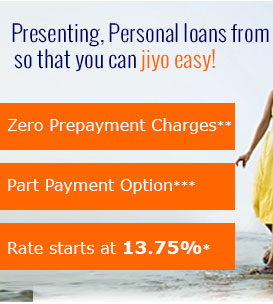 Presenting, Personal loans from
so that you can jiyo easy!
Zero Prepayment Charges**
Part Payment Option***
Rate starts at 13.75%*